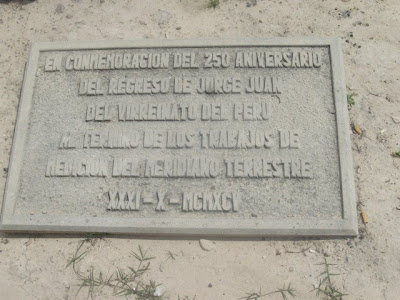 EN CONMEMORACION DEL 250 ANIVERSARIO
DEL REGRESO DE JORGE JUAN
DEL VIRREINATO DEL PERU
AL TERMINO DE LOS TRABAJOS DE
MEDICION DEL MERIDIANO TERRESTRE
XXXI - X - MCMXCV